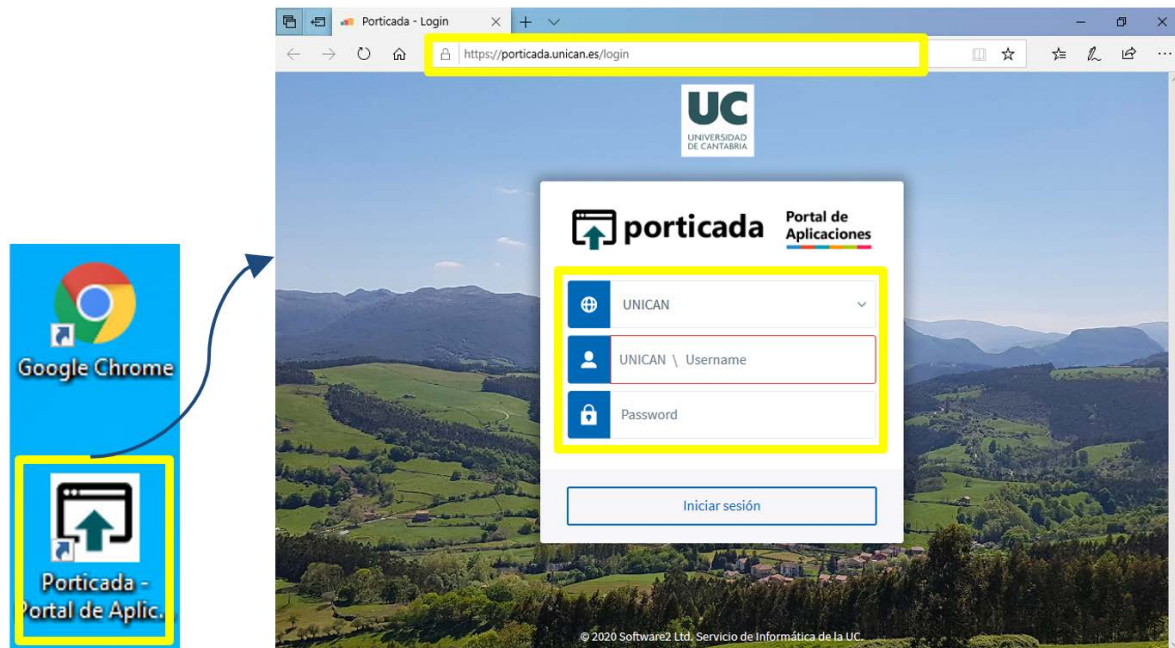 Google Chrome
Porticada -
Portal de Aplic...
Porticada - Login
https://porticada.unican.es/login
UC
UNIVERSIDAD
DE CANTABRIA
porticada
Portal de
Aplicaciones
UNICAN
UNICAN \ Username
Password
Iniciar sesión
© 2020 Software2 Ltd. Servicio de Informática de la UC.